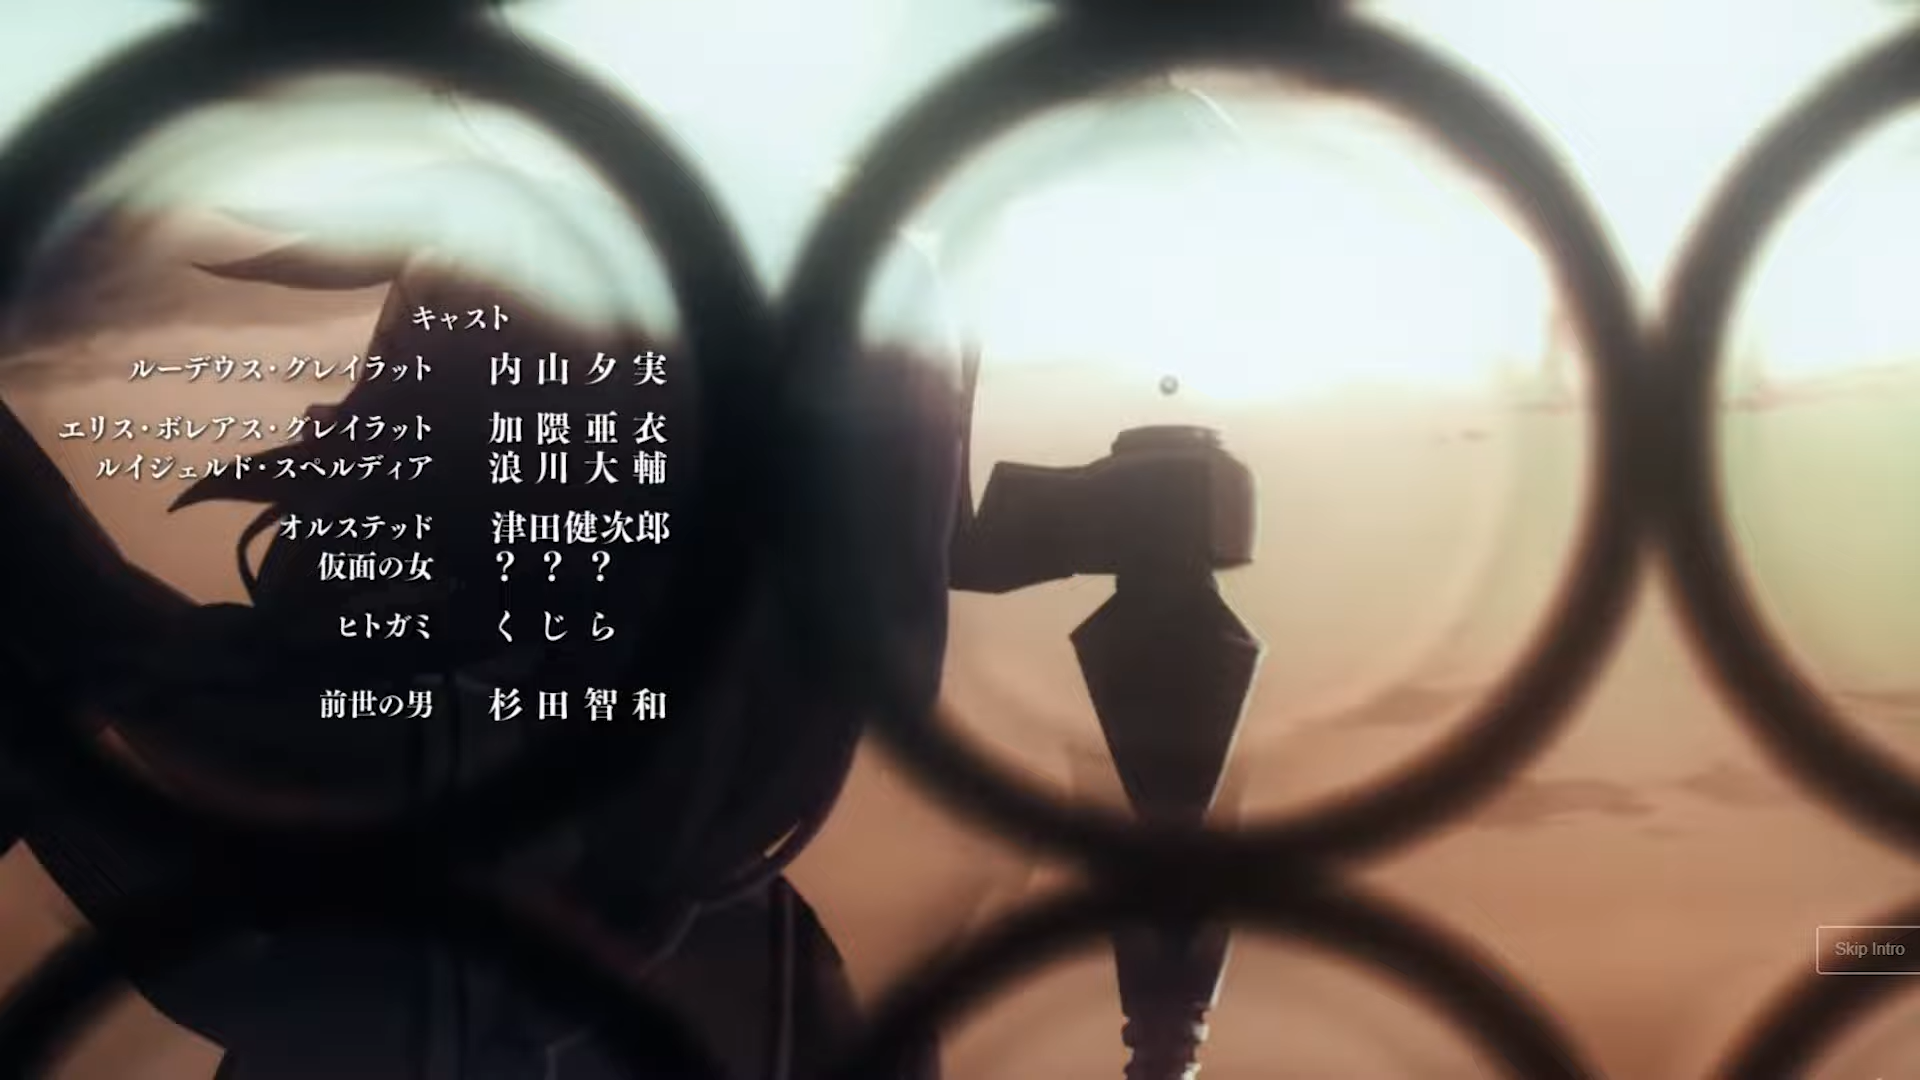 キャスト
ルーデウス・グレイラット 内山夕実
エリス・ボレアス・グレイラット 加隈亜衣
ルイジェルド・スペルディア 浪川大輔
オルステッド 津田健次郎
仮面の女 ？？？
ヒトガミ くじら
前世の男 杉田智和
Skip Intro